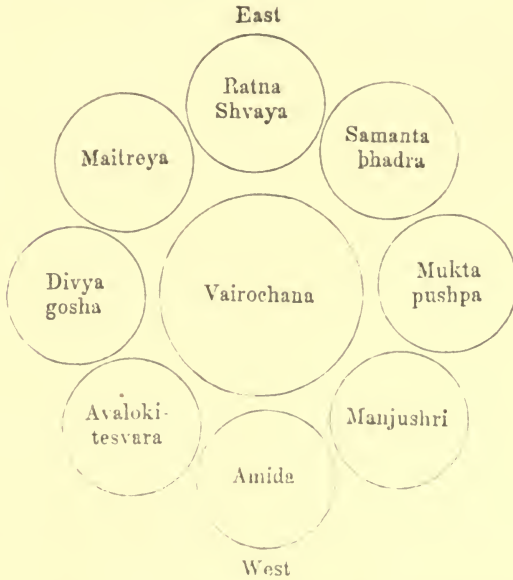 East
Ratna
Shvaya
Samanta
bhadra
Maitreya
Mukta
pushpa
Divya
gosha
Vairochana
Avaloki-
tesvara
Manjushri
Amida
West